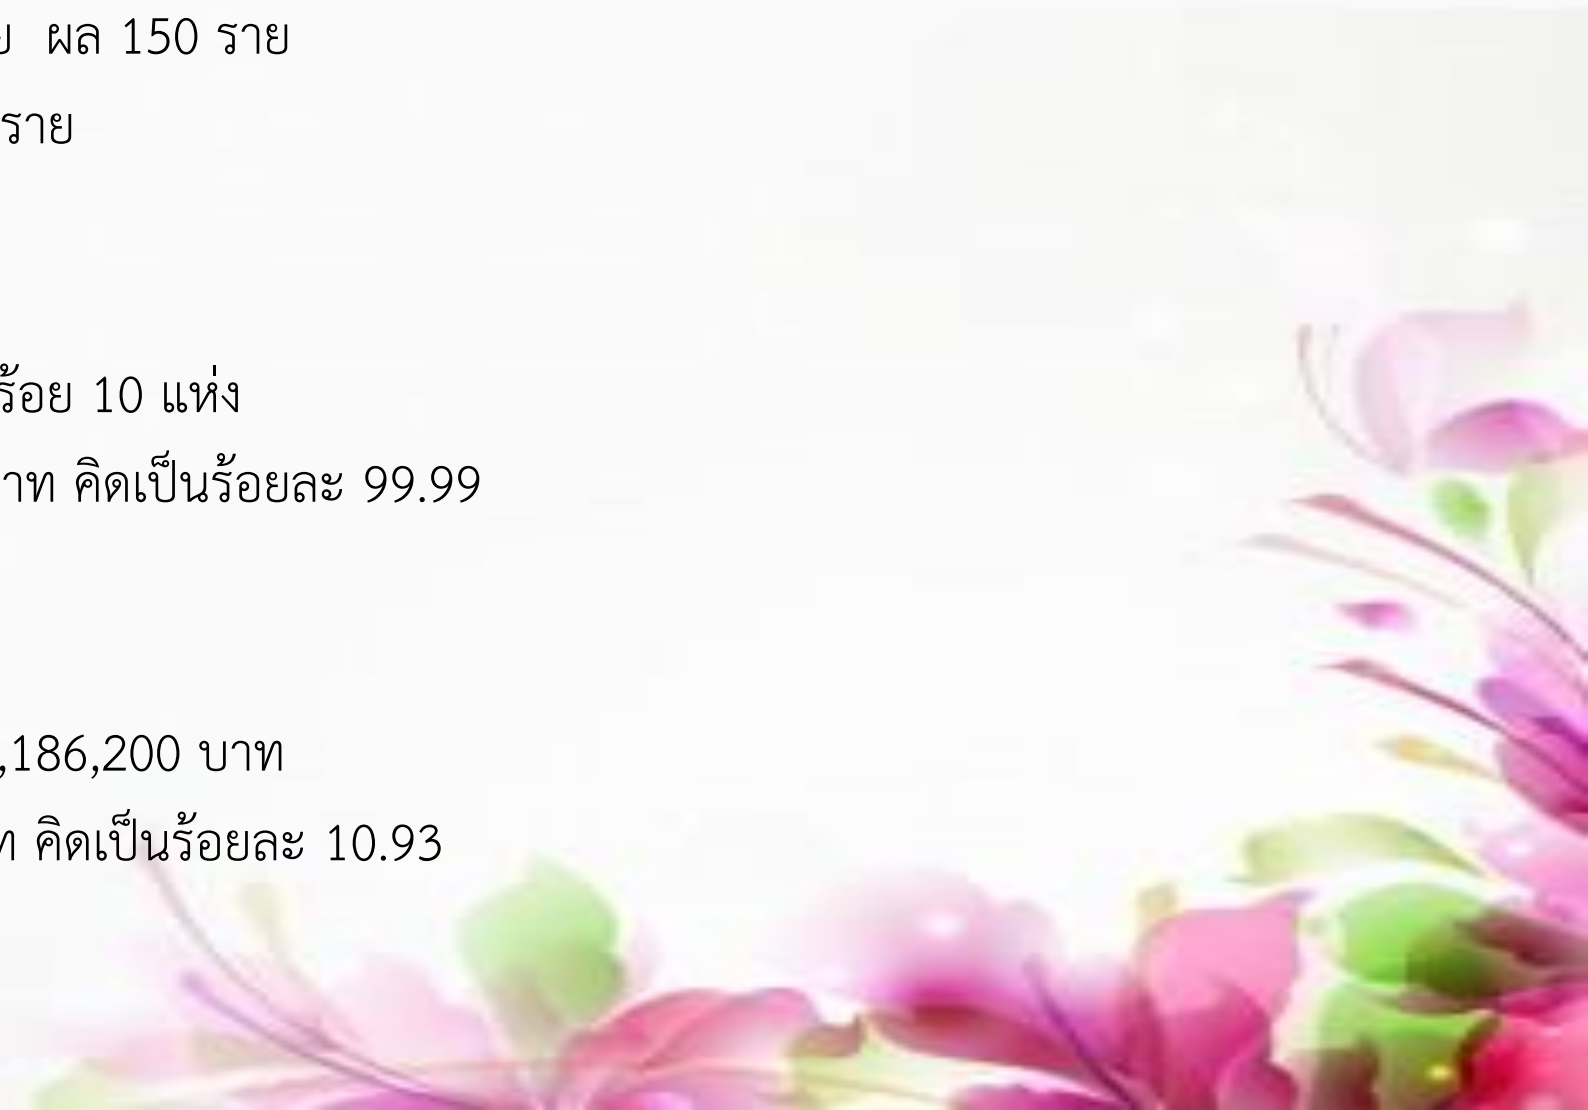 ย ผล 150 ราย
ราย
ร้อย 10 แห่ง
าท คิดเป็นร้อยละ 99.99
,186,200 บาท
ท คิดเป็นร้อยละ 10.93